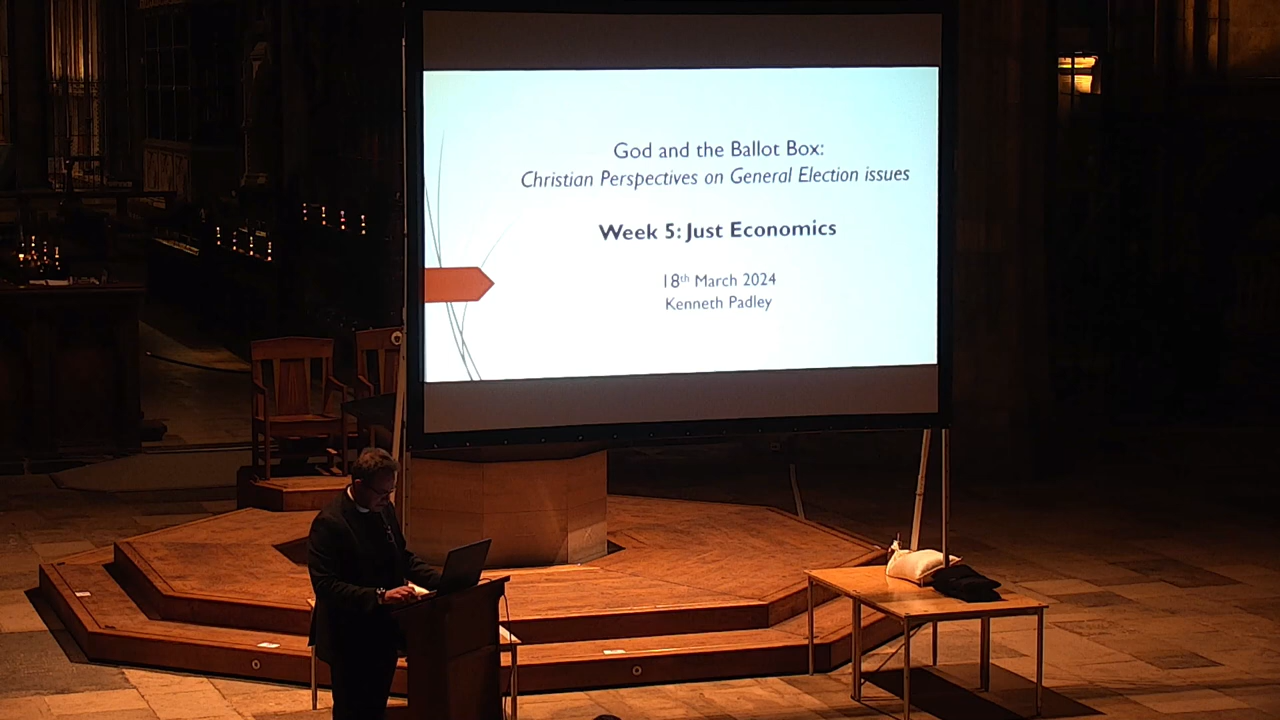 God and the Ballot Box:
Christian Perspectives on General Election issues
Week 5: Just Economics
18th March 2024
Kenneth Padley